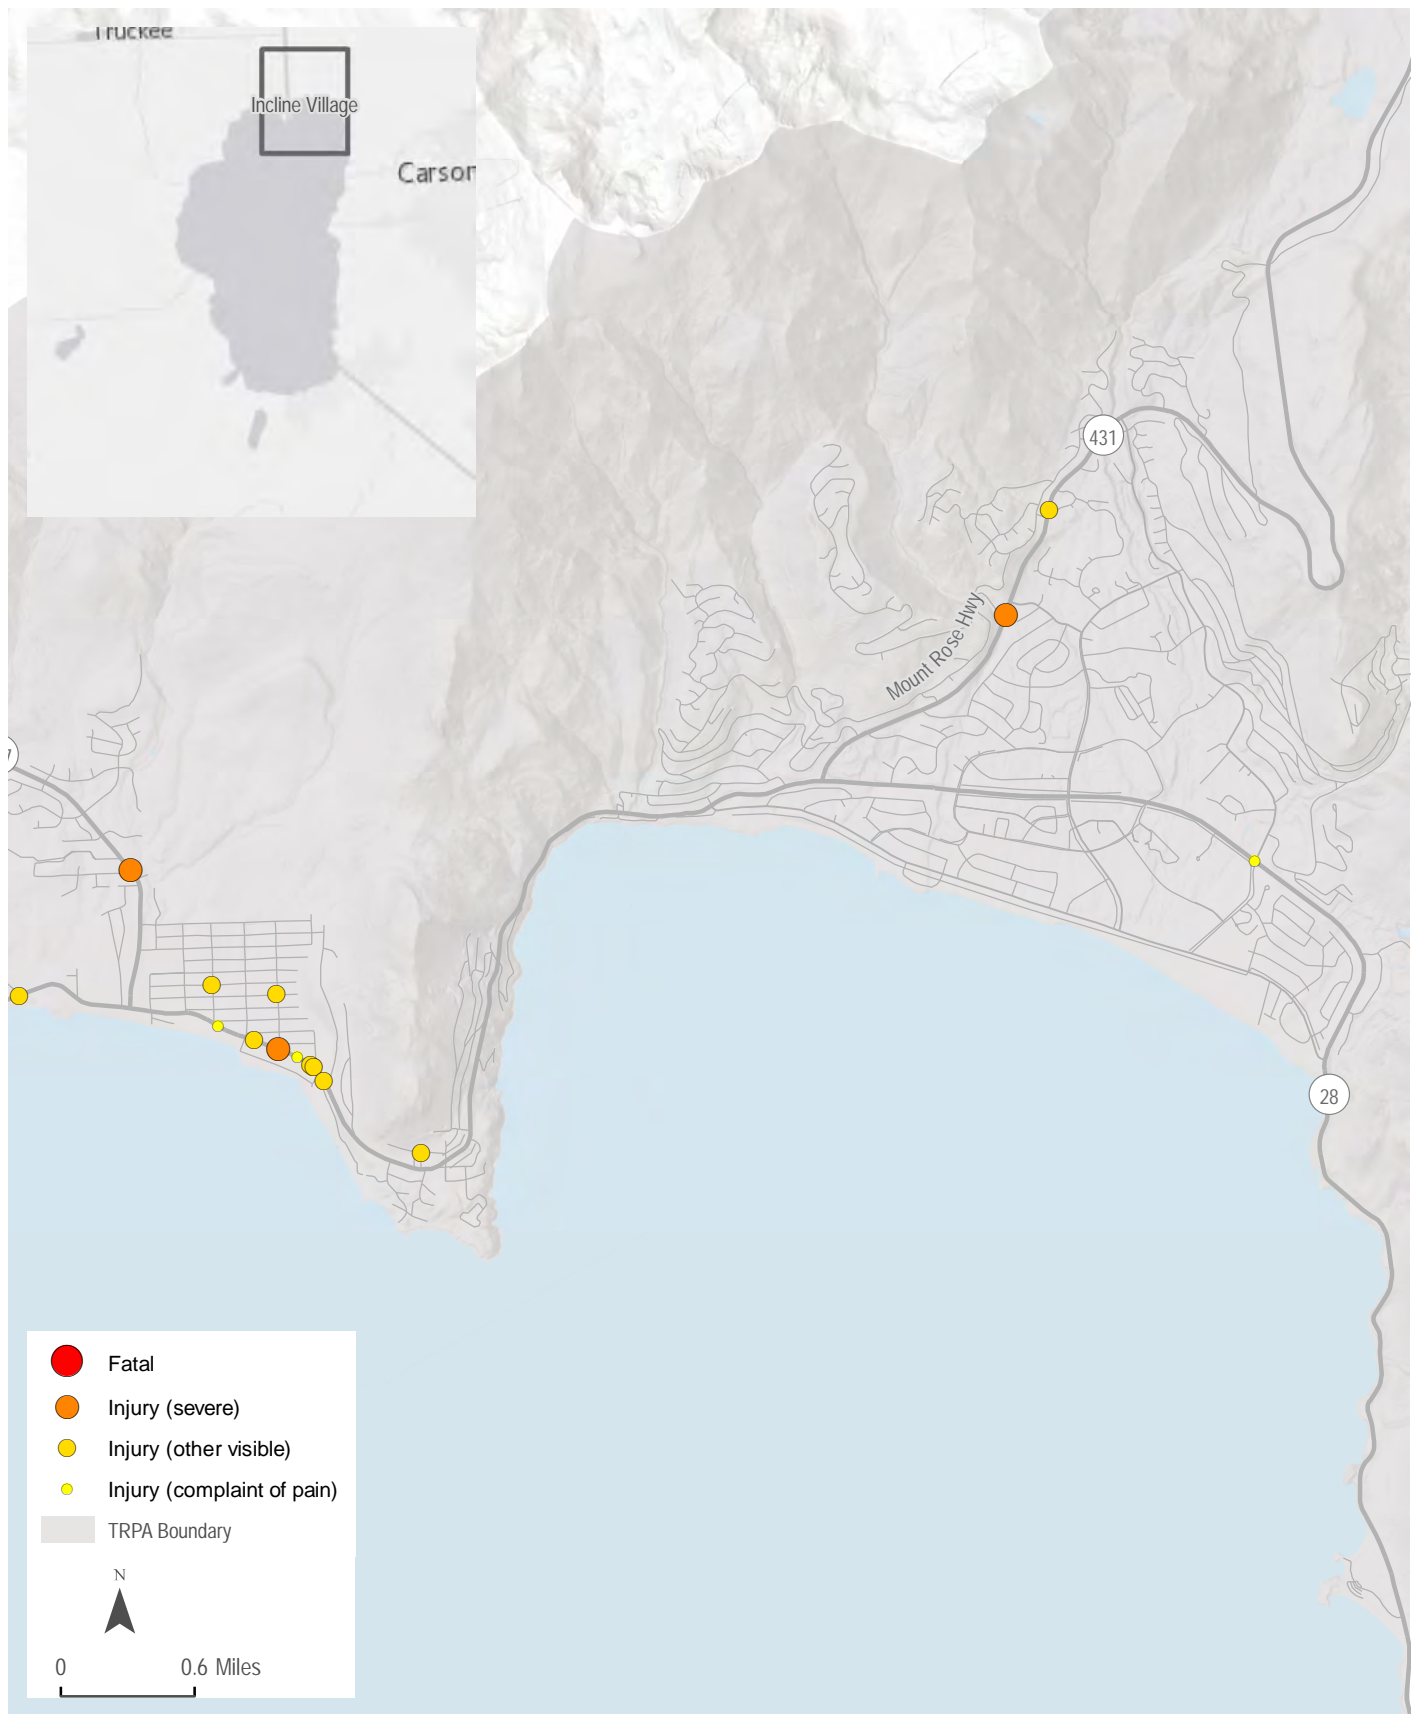 Truckee
Incline Village
Carson
431
Mount Rose Hwy
7
28
Fatal
Injury (severe)
Injury (other visible)
Injury (complaint of pain)
TRPA Boundary
N
0 0.6 Miles